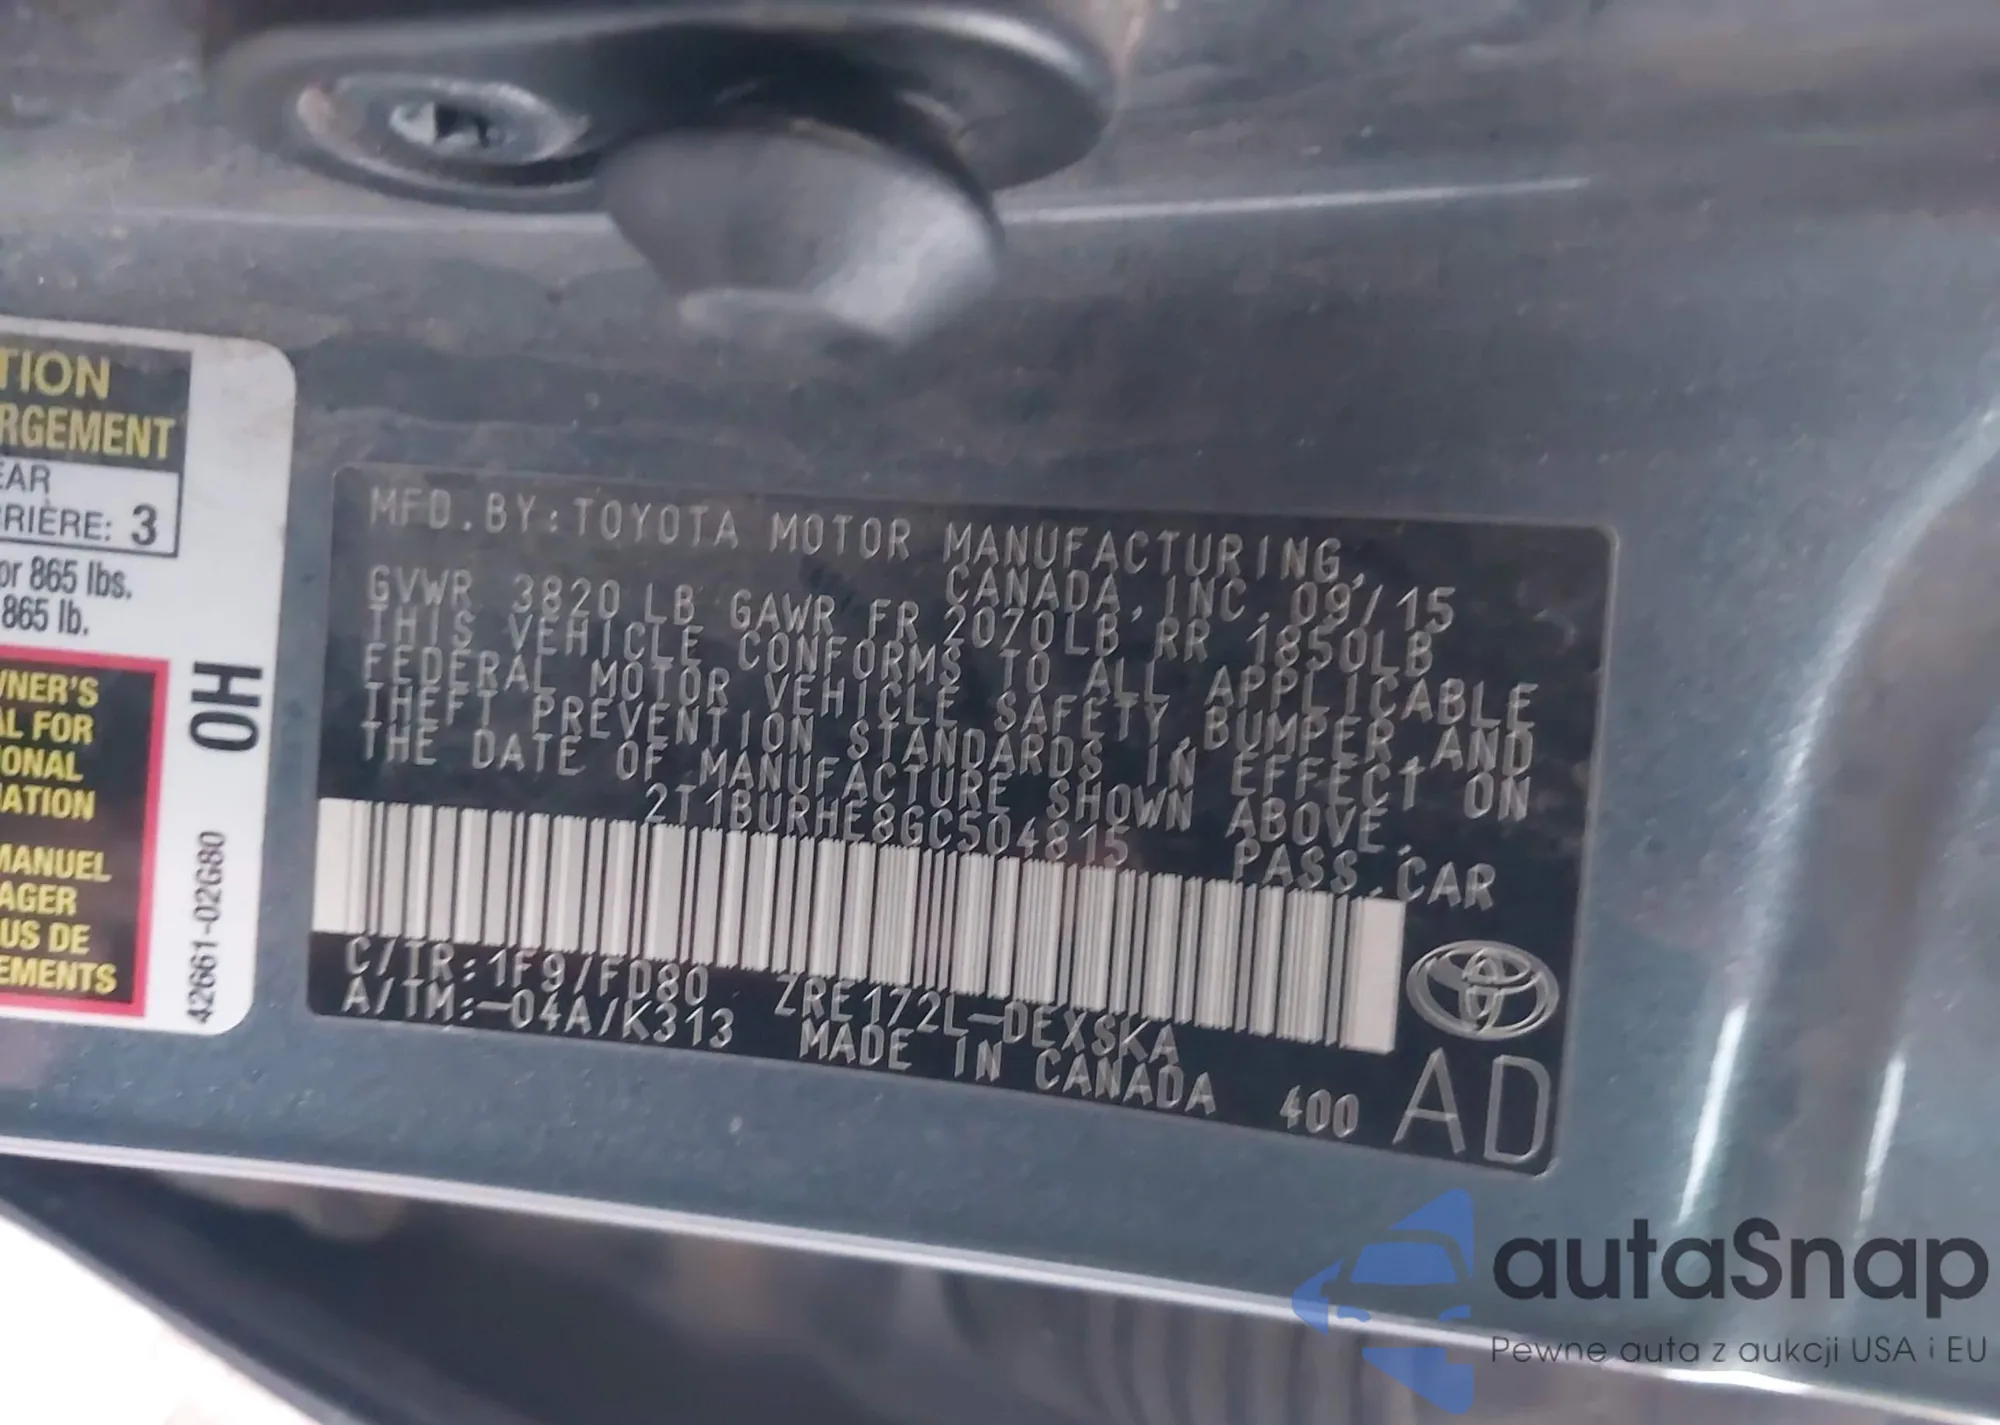 TION
RGEMENT
EAR
RRIÈRE: 3
or 865 lbs.
865 lb.
WNER'S
AL FOR
IONAL
MATION
MANUEL
AGER
US DE
EMENTS
OH
42661-02G80
MFD.BY:TOYOTA MOTOR MANUFACTURING,
CANADA, INC. 09/15
GVWR 3820 LB GAWR FR 2070LB RR 1850LB
THIS VEHICLE CONFORMS TO ALL APPLICABLE
FEDERAL MOTOR VEHICLE SAFETY, BUMPER AND
THEFT PREVENTION STANDARDS IN EFFECT ON
THE DATE OF MANUFACTURE SHOWN ABOVE.
2T1BURHE8GC504815 PASS.CAR
C/TR:1F9/FD80 ZRE172L-DEXSKA
A/TM:-04A/K313 MADE IN CANADA 400
AD
autaSnap
Pewne auta z aukcji USA i EU